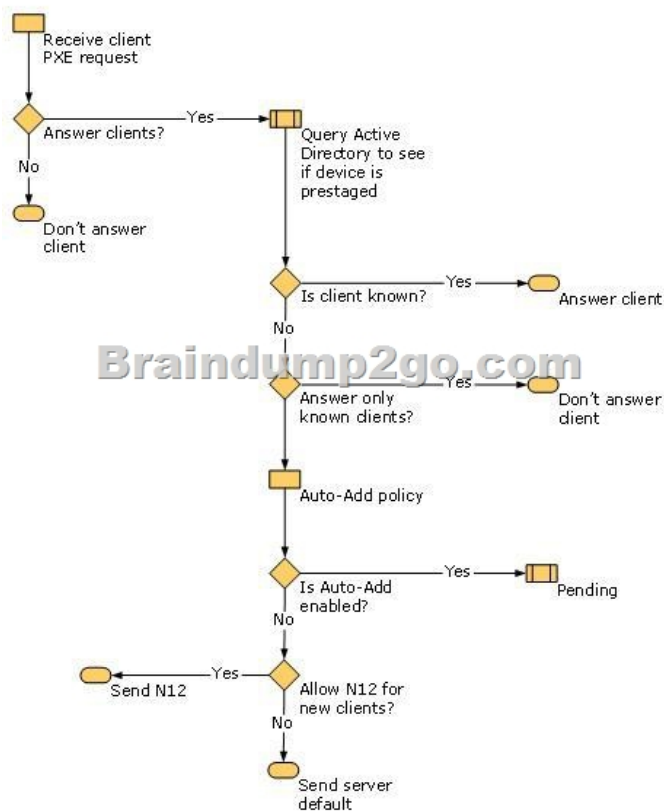 Receive client
PXE request
Answer clients?
Yes
Query Active
Directory to see
if device is
prestaged
No
Don't answer
client
Is client known?
Yes
Answer client
No
Braindump2go.com
Answer only
known clients?
Yes
Don't answer
client
Auto-Add policy
Is Auto-Add
enabled?
Yes
Pending
No
Send N12
Yes
Allow N12 for
new clients?
No
Send server
default